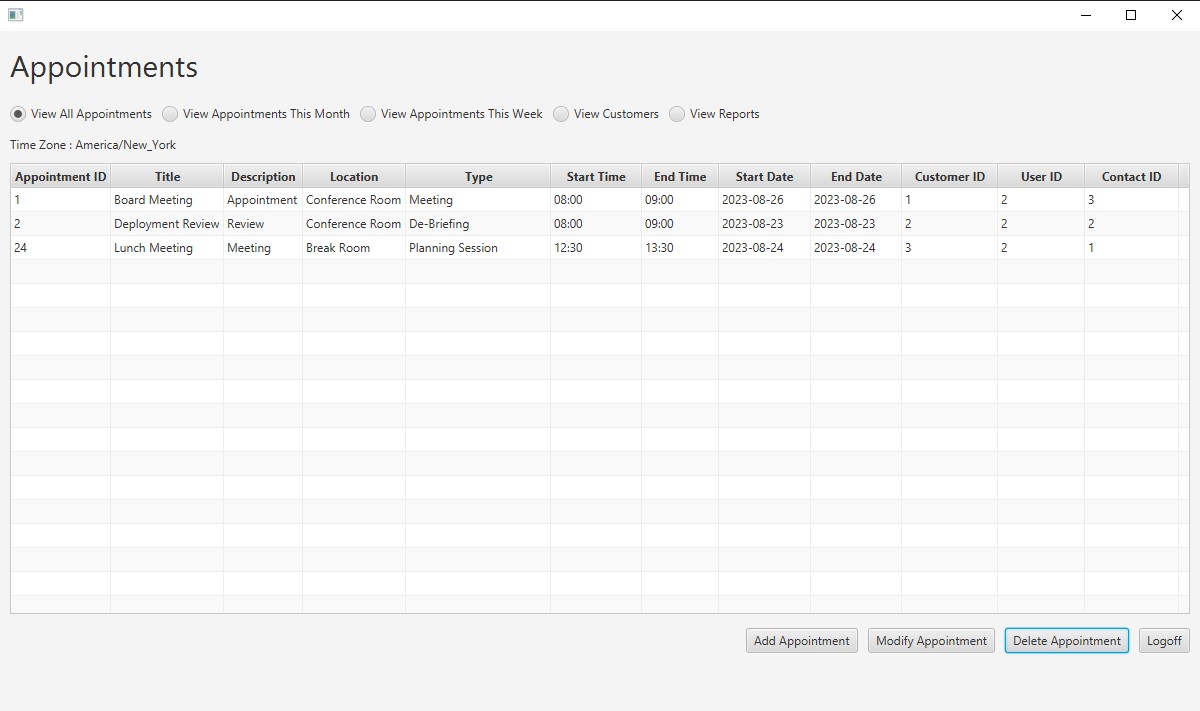 Appointments
View All Appointments View Appointments This Month View Appointments This Week View Customers View Reports
Time Zone : America/New_York
Appointment ID Title Description Location Type Start Time End Time Start Date End Date Customer ID User ID Contact ID
1 Board Meeting Appointment Conference Room Meeting 08:00 09:00 2023-08-26 2023-08-26 1 2 3
2 Deployment Review Review Conference Room De-Briefing 08:00 09:00 2023-08-23 2023-08-23 2 2 2
24 Lunch Meeting Meeting Break Room Planning Session 12:30 13:30 2023-08-24 2023-08-24 3 2 1
Add Appointment Modify Appointment Delete Appointment Logoff